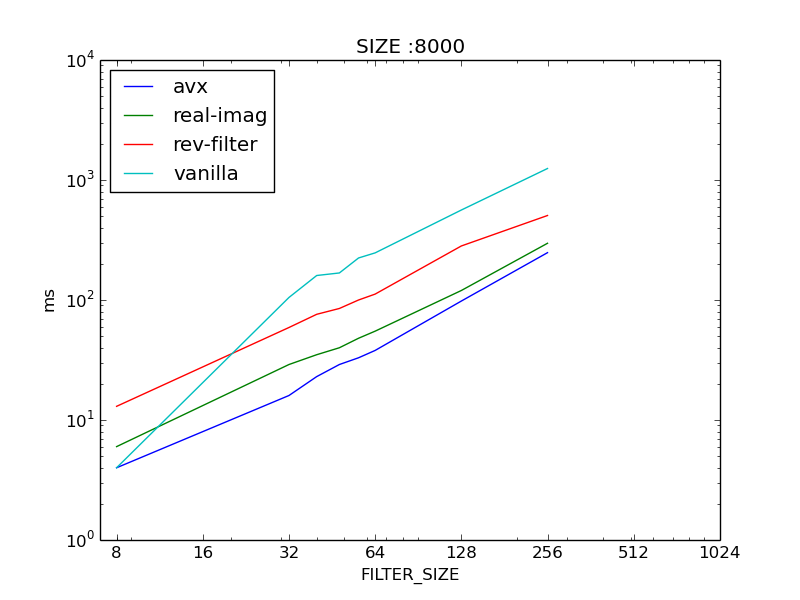 SIZE :8000
avx
real-imag
rev-filter
vanilla
10^4
10^3
10^2
10^1
10^0
ms
8 16 32 64 128 256 512 1024
FILTER_SIZE